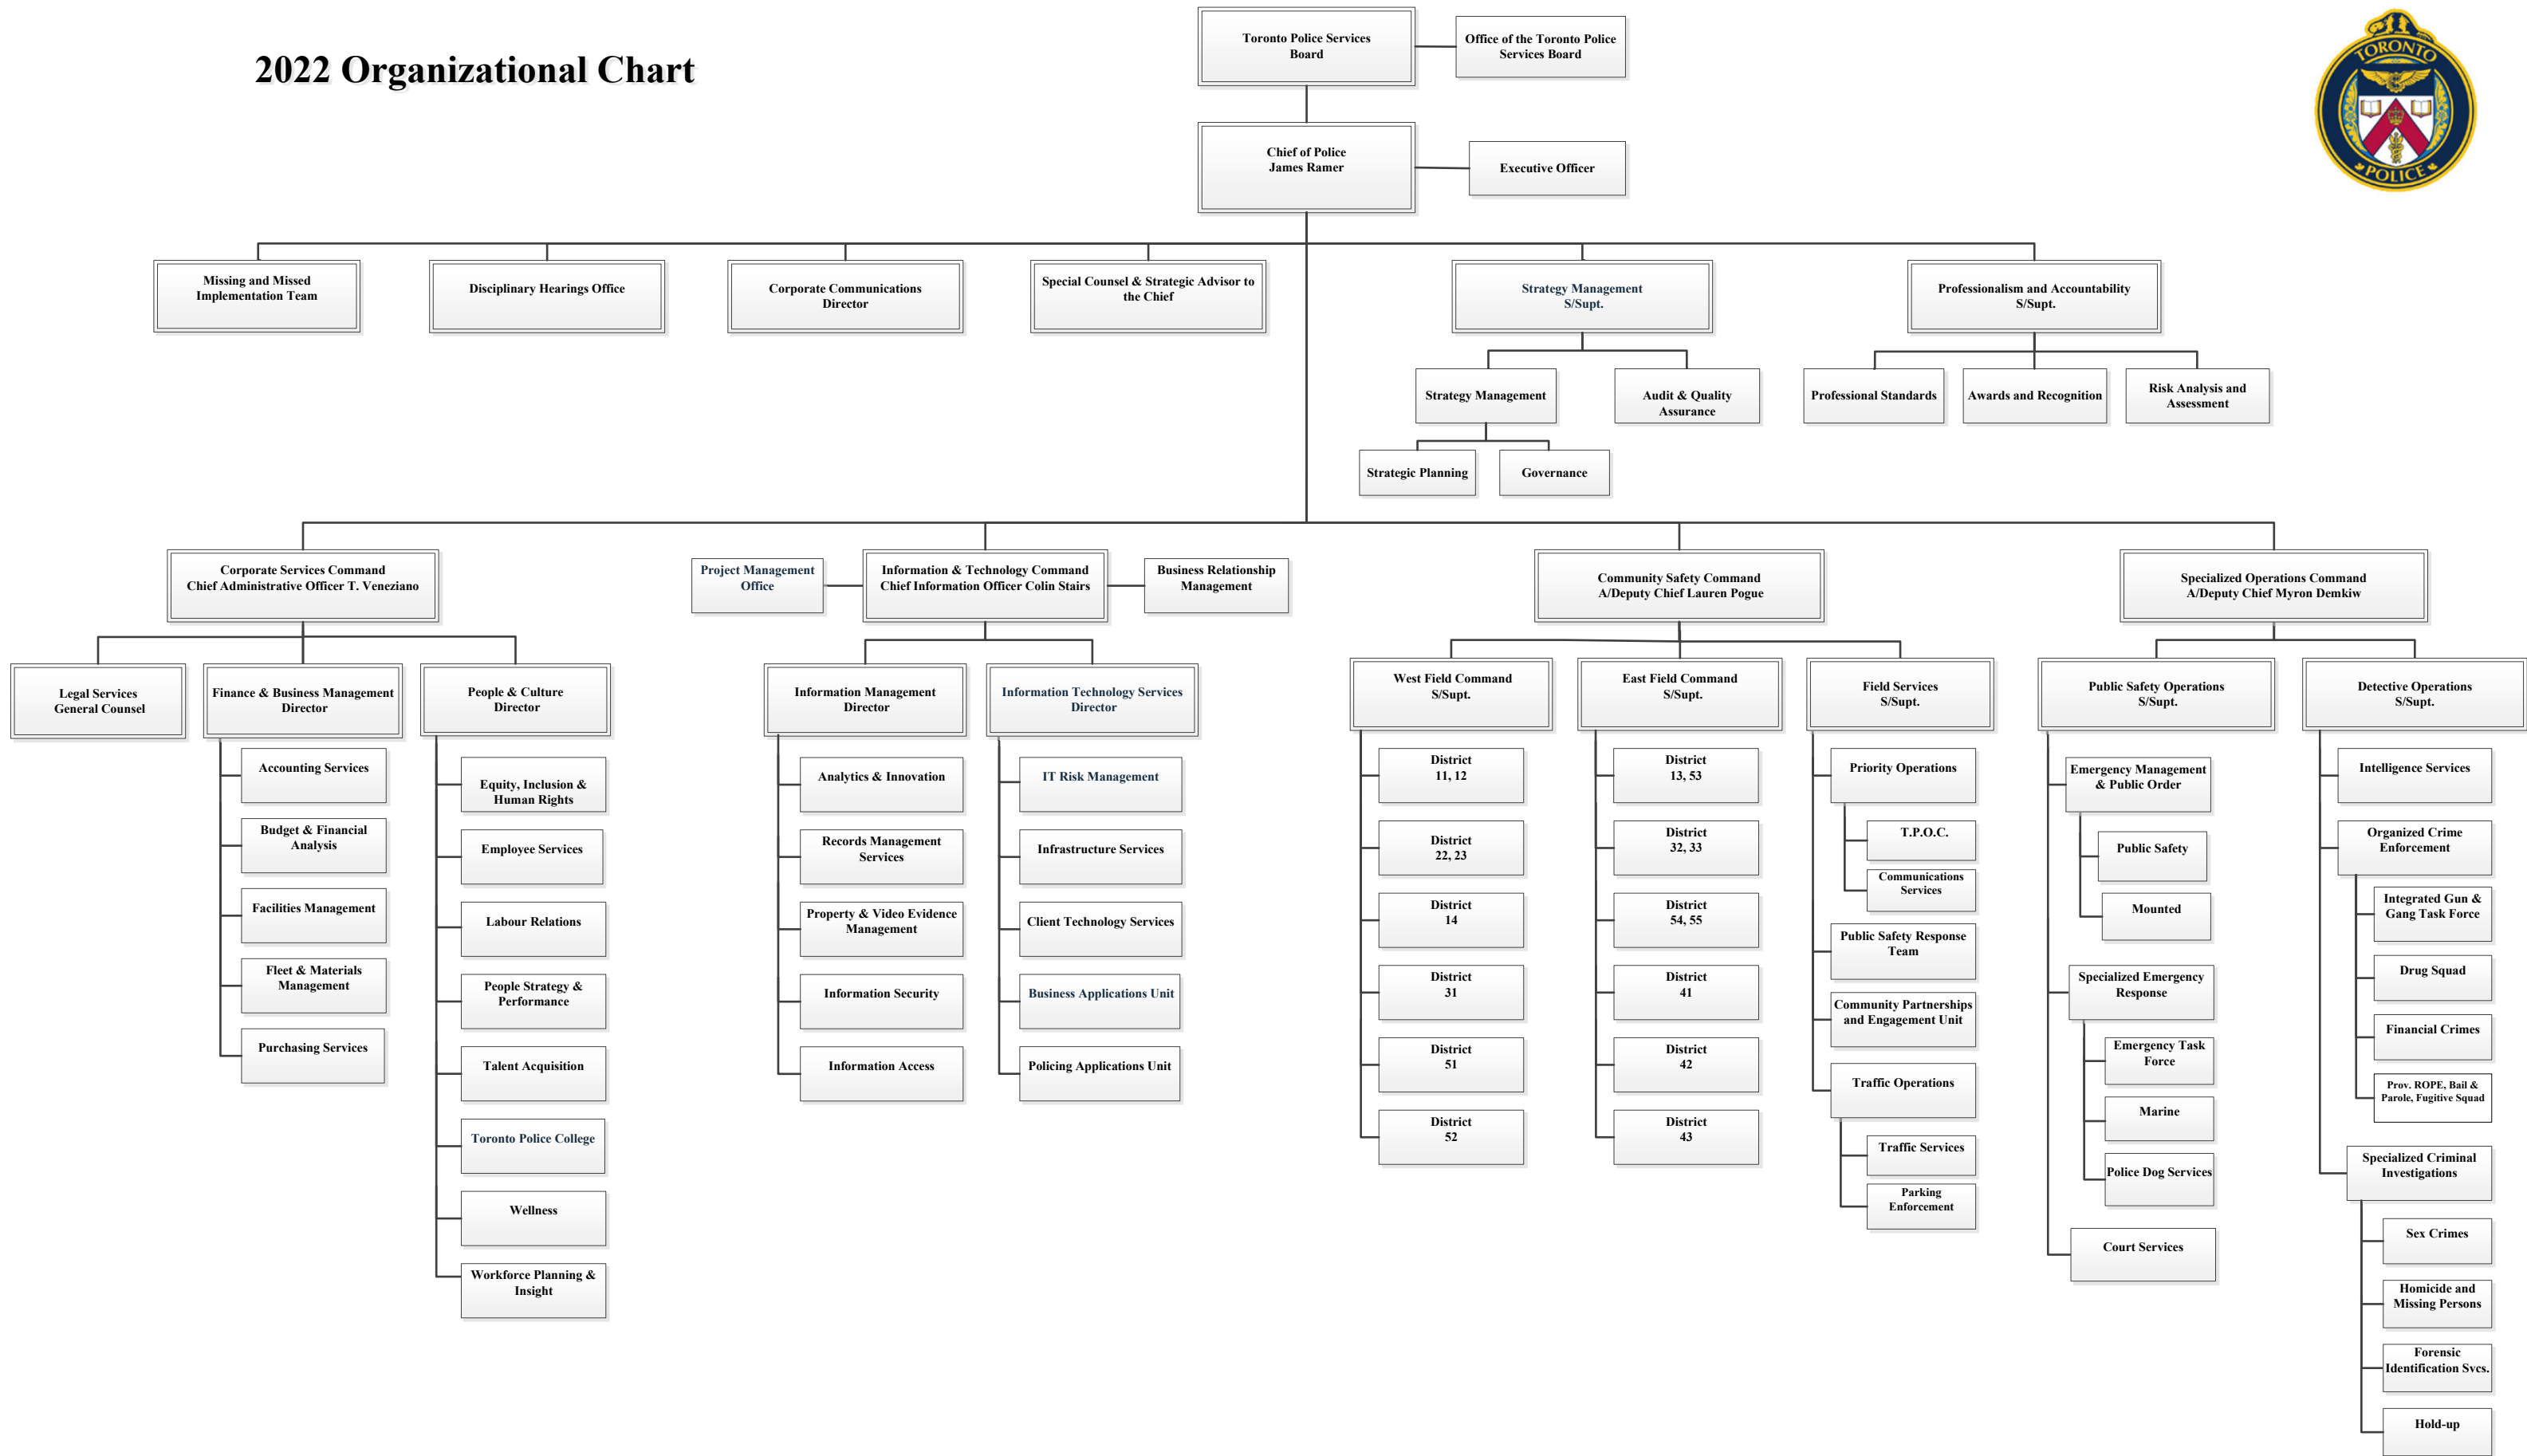 2022 Organizational Chart
Toronto Police Services
Board
Office of the Toronto Police
Services Board
TORONTO
POLICE
Chief of Police
James Ramer
Executive Officer
Missing and Missed
Implementation Team
Disciplinary Hearings Office
Corporate Communications
Director
Special Counsel & Strategic Advisor to
the Chief
Strategy Management
S/Supt.
Professionalism and Accountability
S/Supt.
Strategy Management
Audit & Quality
Assurance
Professional Standards
Awards and Recognition
Risk Analysis and
Assessment
Strategic Planning
Governance
Corporate Services Command
Chief Administrative Officer T. Veneziano
Project Management
Office
Information & Technology Command
Chief Information Officer Colin Stairs
Business Relationship
Management
Community Safety Command
A/Deputy Chief Lauren Pogue
Specialized Operations Command
A/Deputy Chief Myron Demkiw
Legal Services
General Counsel
Finance & Business Management
Director
People & Culture
Director
Information Management
Director
Information Technology Services
Director
West Field Command
S/Supt.
East Field Command
S/Supt.
Field Services
S/Supt.
Public Safety Operations
S/Supt.
Detective Operations
S/Supt.
Accounting Services
Budget & Financial
Analysis
Facilities Management
Fleet & Materials
Management
Purchasing Services
Equity, Inclusion &
Human Rights
Employee Services
Labour Relations
People Strategy &
Performance
Talent Acquisition
Toronto Police College
Wellness
Workforce Planning &
Insight
Analytics & Innovation
Records Management
Services
Property & Video Evidence
Management
Information Security
Information Access
IT Risk Management
Infrastructure Services
Client Technology Services
Business Applications Unit
Policing Applications Unit
District
11, 12
District
22, 23
District
14
District
31
District
51
District
52
District
13, 53
District
32, 33
District
54, 55
District
41
District
42
District
43
Priority Operations
T.P.O.C.
Communications
Services
Public Safety Response
Team
Community Partnerships
and Engagement Unit
Traffic Operations
Traffic Services
Parking
Enforcement
Emergency Management
& Public Order
Public Safety
Mounted
Specialized Emergency
Response
Emergency Task
Force
Marine
Police Dog Services
Court Services
Intelligence Services
Organized Crime
Enforcement
Integrated Gun &
Gang Task Force
Drug Squad
Financial Crimes
Prov. ROPE, Bail &
Parole, Fugitive Squad
Specialized Criminal
Investigations
Sex Crimes
Homicide and
Missing Persons
Forensic
Identification Svcs.
Hold-up